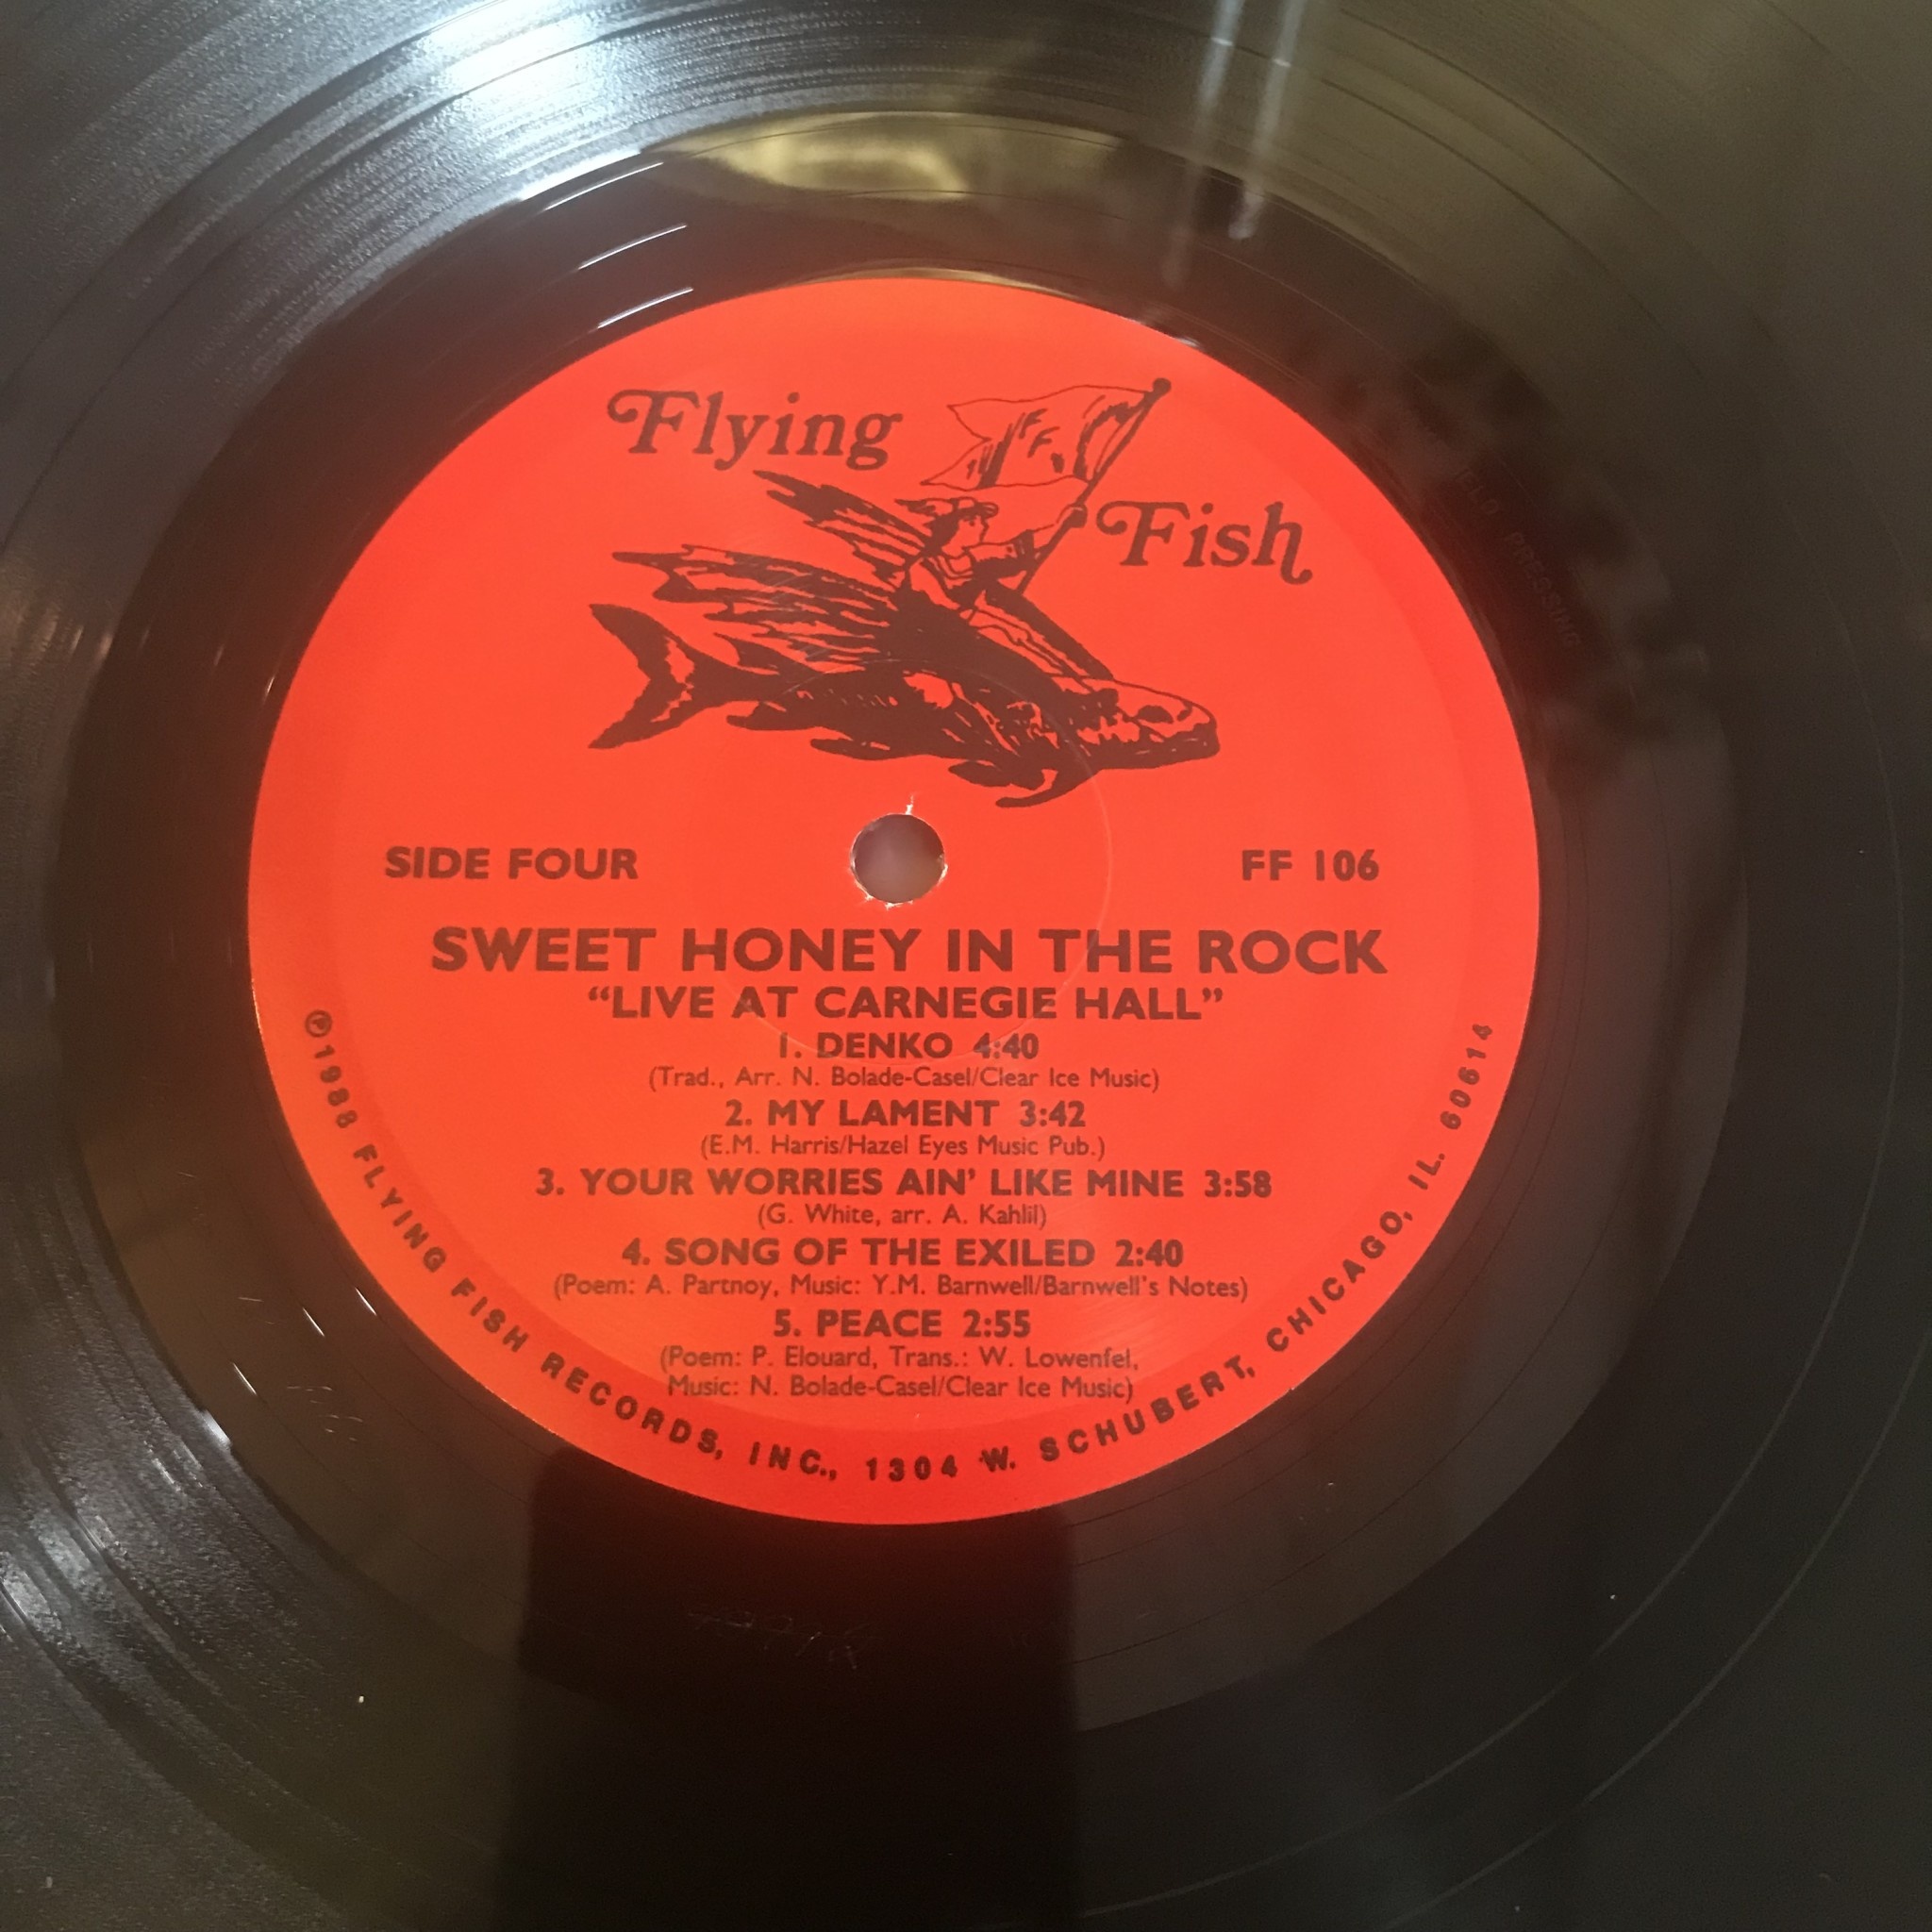 Flying
Fish
SIDE FOUR
FF 106
SWEET HONEY IN THE ROCK
“LIVE AT CARNEGIE HALL”
1. DENKO 4:40
(Trad., Arr. N. Bolade-Casel/Clear Ice Music)
2. MY LAMENT 3:42
(E.M. Harris/Hazel Eyes Music Pub.)
3. YOUR WORRIES AIN’ LIKE MINE 3:58
(G. White, arr. A. Kahlil)
4. SONG OF THE EXILED 2:40
(Poem: A. Partnoy, Music: Y.M. Barnwell/Barnwell's Notes)
5. PEACE 2:55
(Poem: P. Elouard, Trans.: W. Lowenfel,
Music: N. Bolade-Casel/Clear Ice Music)
℗1988 FLYING FISH RECORDS, INC., 1304 W. SCHUBERT, CHICAGO, IL. 60614
PRESSING